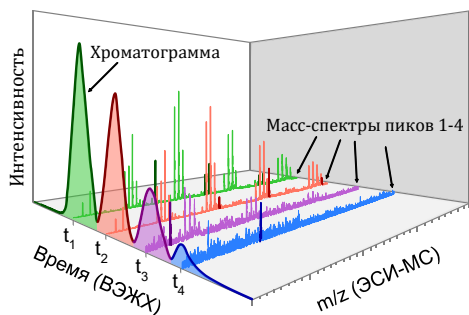 Хроматограмма
Интенсивность
Масс-спектры пиков 1-4
t1
t2
t3
t4
Время (ВЭЖХ)
m/z (ЭСИ-МС)